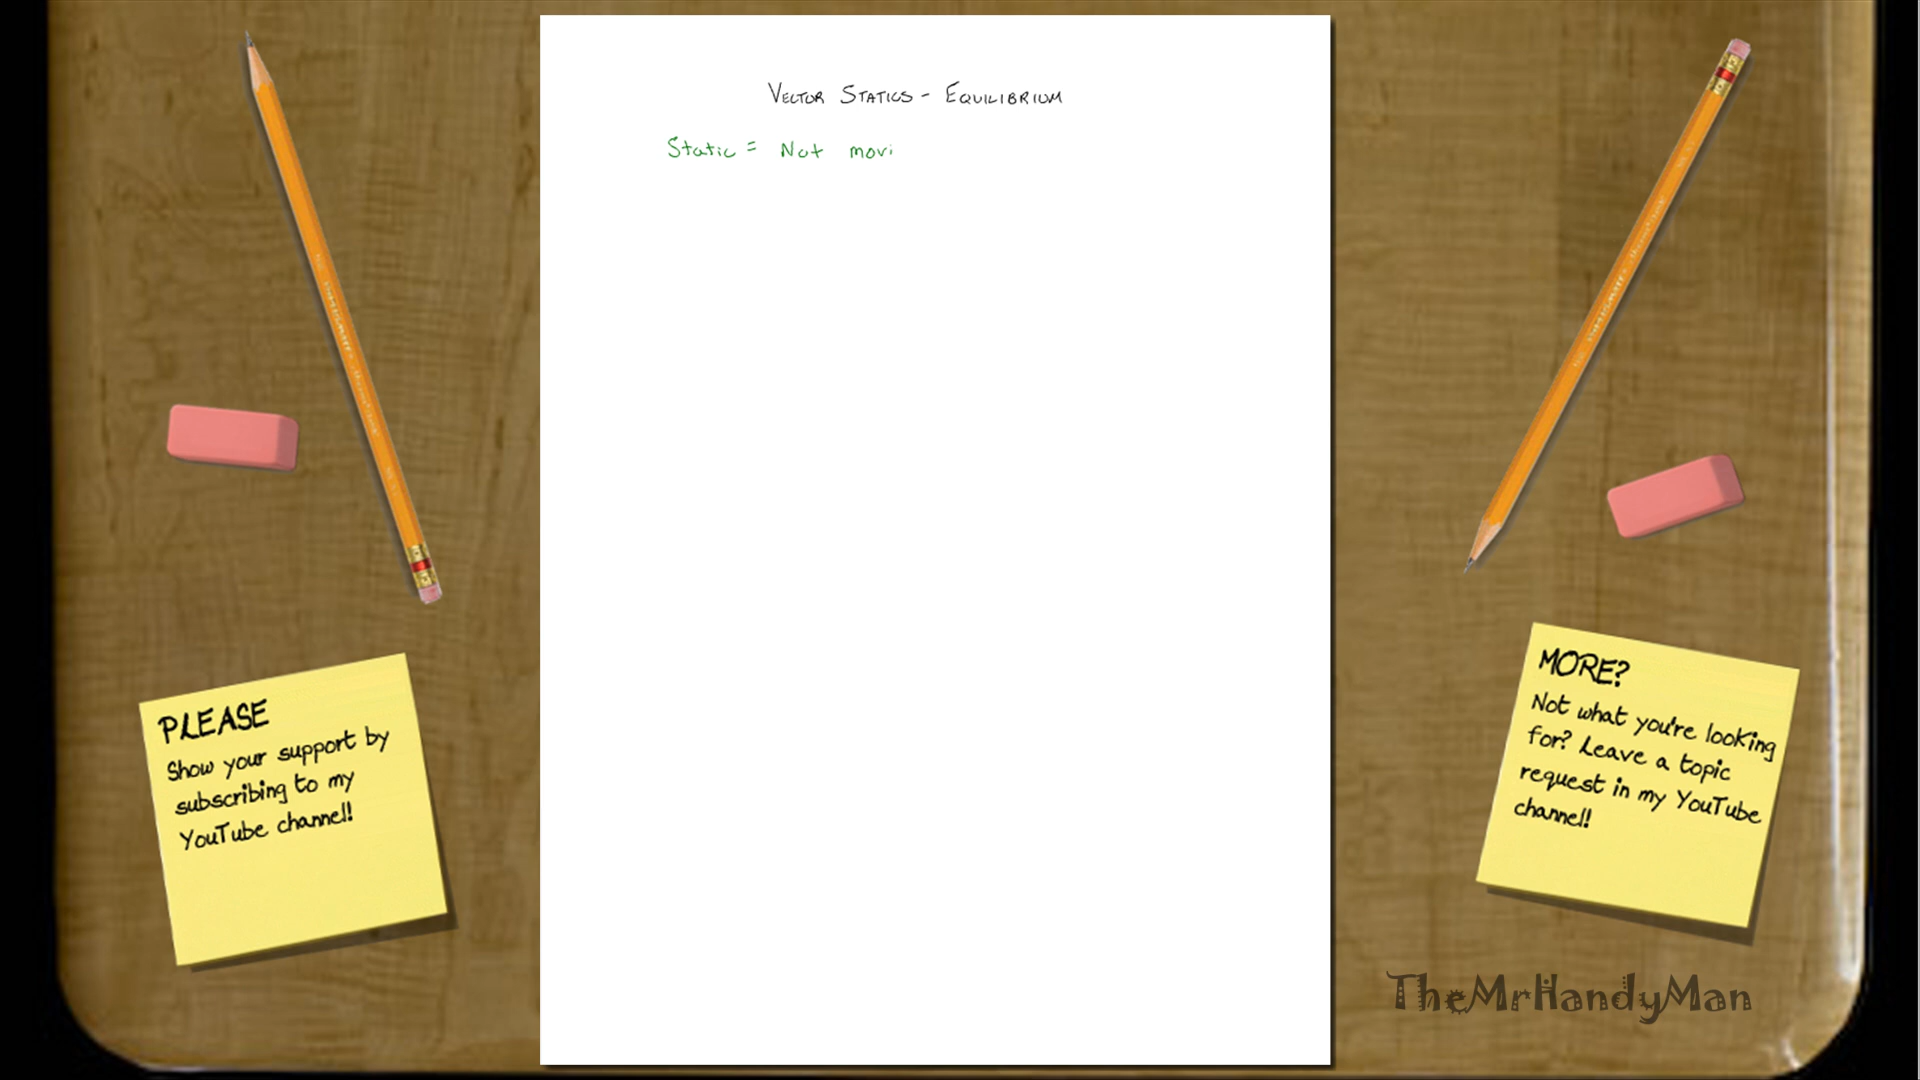 VECTOR STATICS - EQUILIBRIUM
Static = Not movi
PLEASE
Show your support by
subscribing to my
YouTube channel!
MORE?
Not what you're looking
for? Leave a topic
request in my YouTube
channel!
TheMrHandyMan